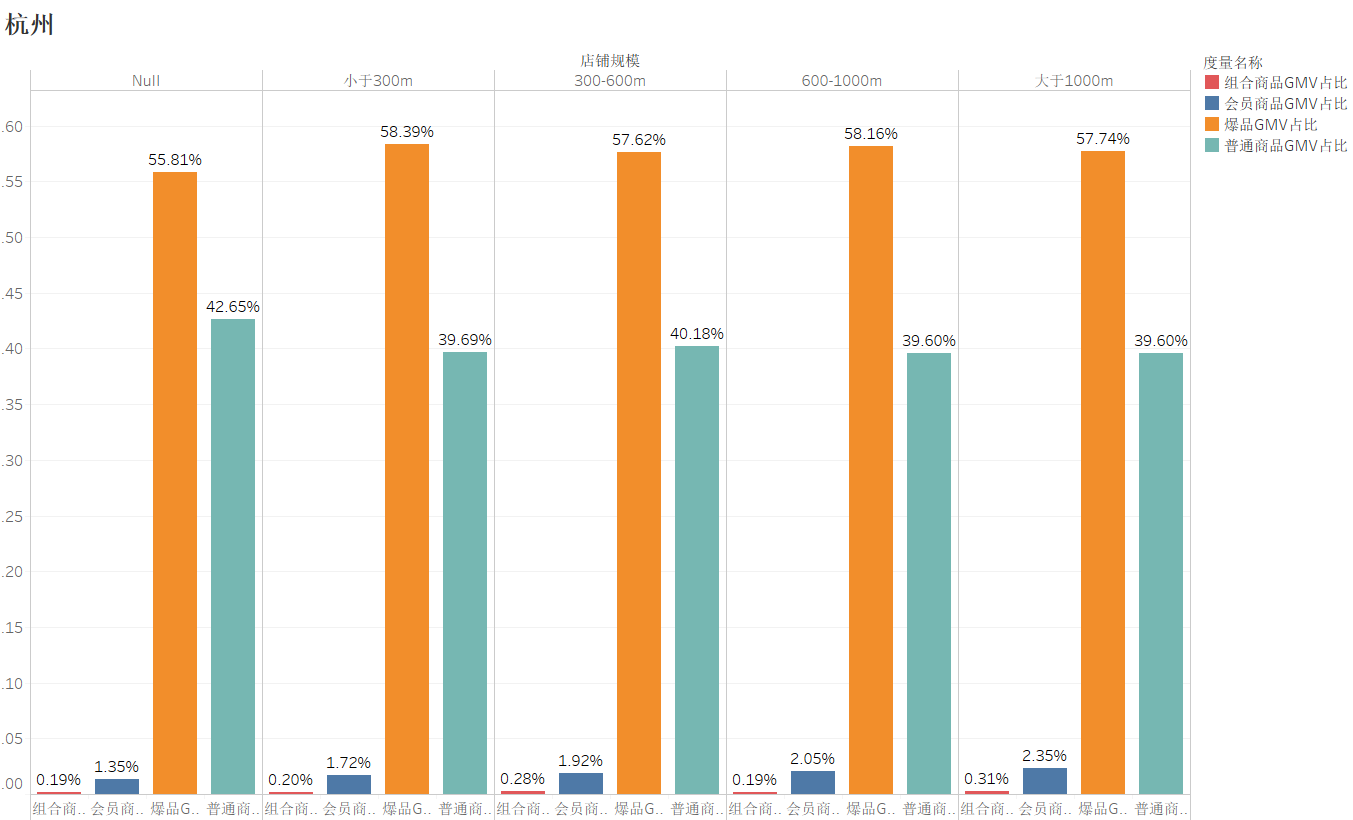 杭州
店铺规模
Null 小于300m 300-600m 600-1000m 大于1000m
度量名称
组合商品GMV占比
会员商品GMV占比
爆品GMV占比
普通商品GMV占比
.60
.55
.50
.45
.40
.35
.30
.25
.20
.15
.10
.05
.00
0.19% 1.35% 55.81% 42.65%
0.20% 1.72% 58.39% 39.69%
0.28% 1.92% 57.62% 40.18%
0.19% 2.05% 58.16% 39.60%
0.31% 2.35% 57.74% 39.60%
组合商.. 会员商.. 爆品G.. 普通商.. 组合商.. 会员商.. 爆品G.. 普通商.. 组合商.. 会员商.. 爆品G.. 普通商.. 组合商.. 会员商.. 爆品G.. 普通商.. 组合商.. 会员商.. 爆品G.. 普通商..